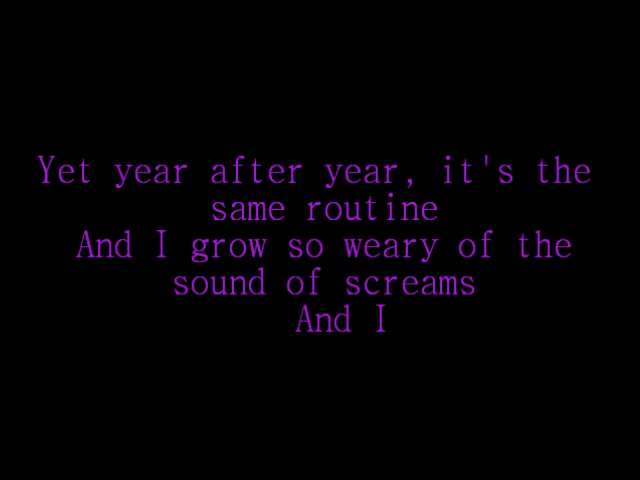 Yet year after year, it's the
same routine
And I grow so weary of the
sound of screams
And I